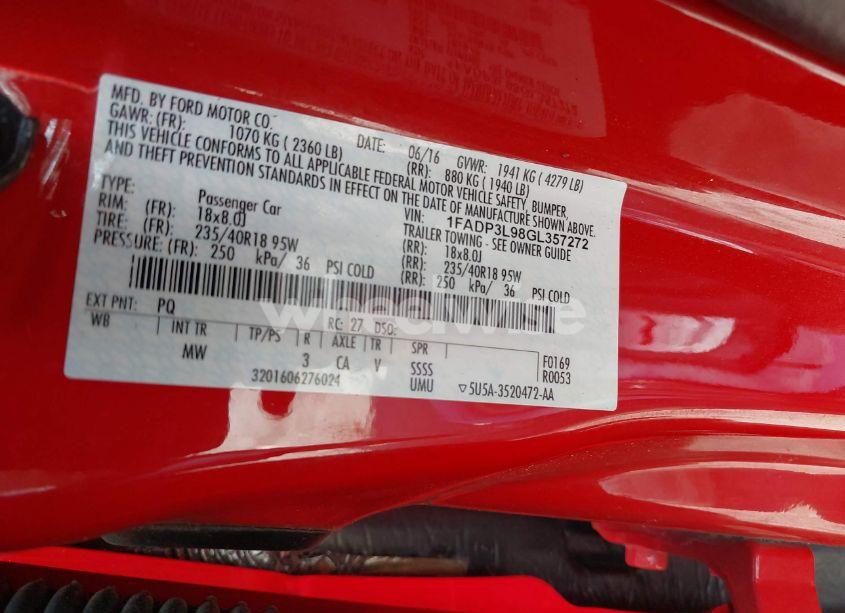 MFD. BY FORD MOTOR CO.
DATE: 06/16 GVWR: 1941 KG ( 4279 LB)
GAWR: (FR): 1070 KG ( 2360 LB) (RR): 880 KG ( 1940 LB)
THIS VEHICLE CONFORMS TO ALL APPLICABLE FEDERAL MOTOR VEHICLE SAFETY, BUMPER,
AND THEFT PREVENTION STANDARDS IN EFFECT ON THE DATE OF MANUFACTURE SHOWN ABOVE.
VIN: 1FADP3L98GL357272
TYPE: Passenger Car TRAILER TOWING - SEE OWNER GUIDE
RIM: (FR): 18x8.0J (RR): 18x8.0J
TIRE: (FR): 235/40R18 95W (RR): 235/40R18 95W
PRESSURE: (FR): 250 kPa/ 36 PSI COLD (RR): 250 kPa/ 36 PSI COLD
wheelwire
EXT PNT: PQ RC: 27 DSO:
WB INT TR TP/PS R AXLE TR SPR F0169
MW 3 CA V SSSS R0053
3201606276024 UMU ▽5U5A-3520472-AA